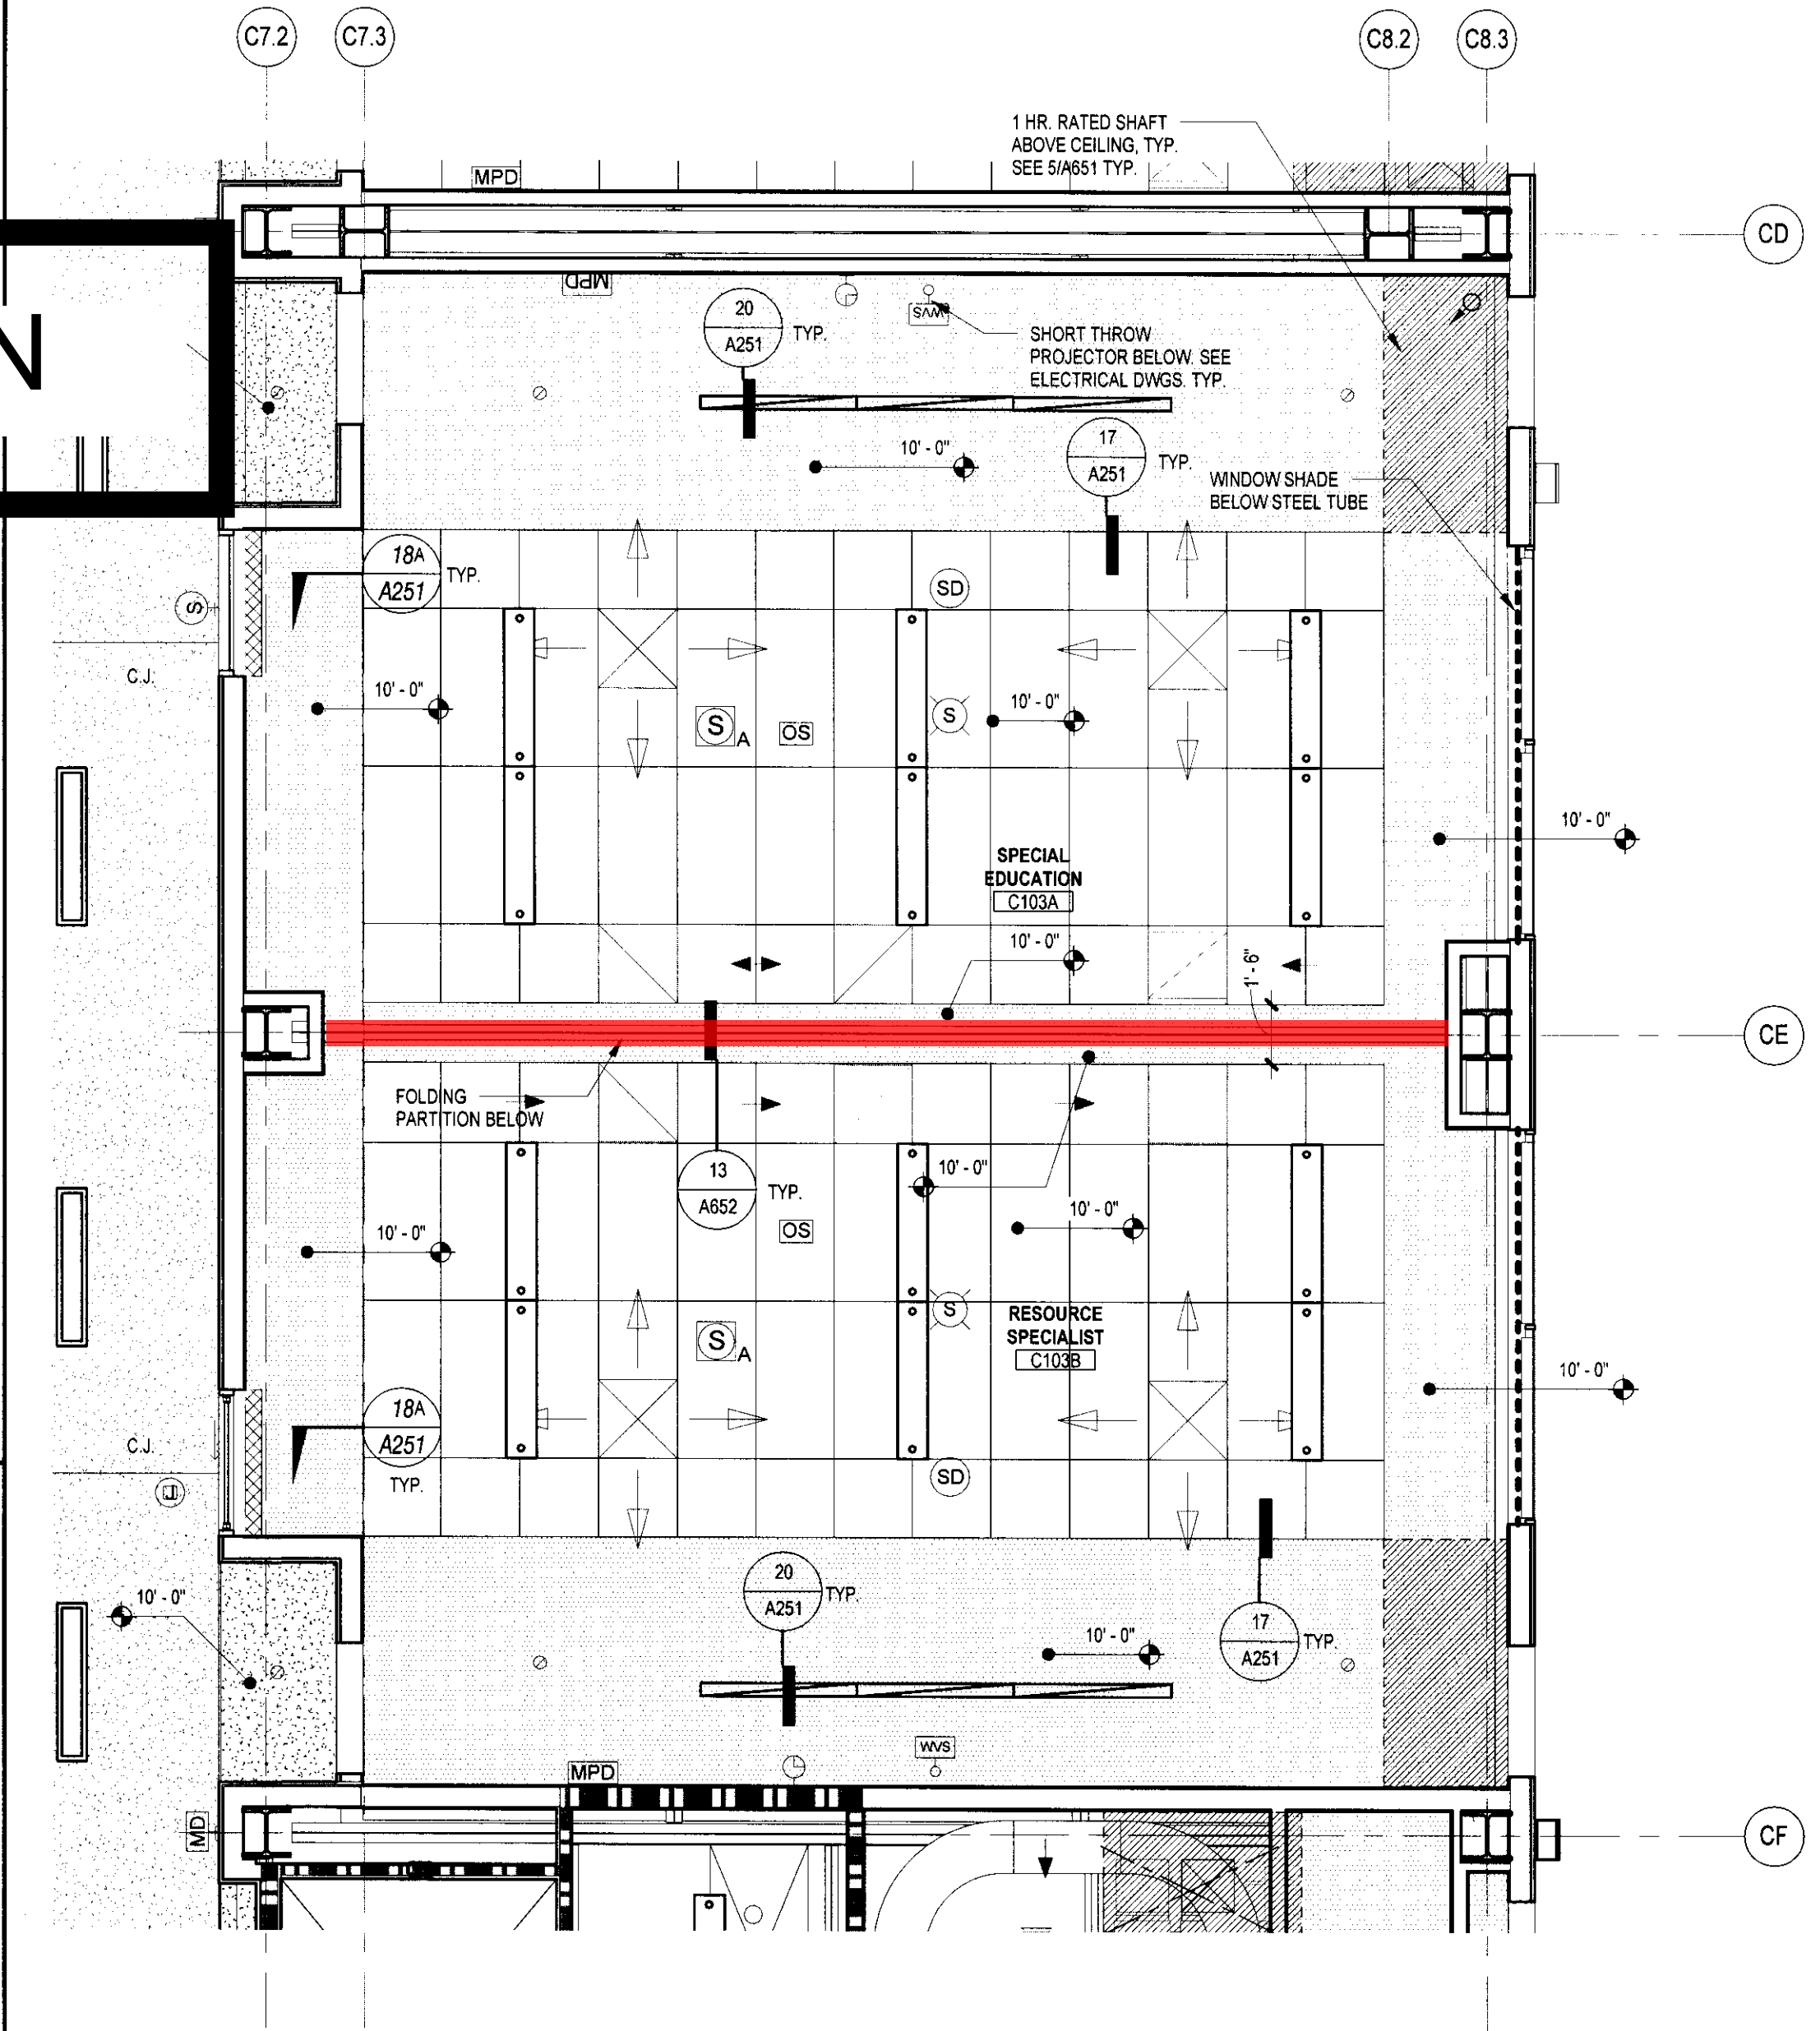 C7.2
C7.3
C8.2
C8.3
1 HR. RATED SHAFT
ABOVE CEILING, TYP.
SEE 5/A651 TYP.
MPD
CD
N
MPD
20
A251
TYP.
SHORT THROW
PROJECTOR BELOW. SEE
ELECTRICAL DWGS. TYP.
10' - 0"
17
A251
TYP.
WINDOW SHADE
BELOW STEEL TUBE
18A
A251
TYP.
SD
S
C.J.
10' - 0"
S
A
OS
S
10' - 0"
10' - 0"
SPECIAL
EDUCATION
C103A
10' - 0"
1' - 6"
CE
FOLDING
PARTITION BELOW
13
A652
TYP.
10' - 0"
10' - 0"
10' - 0"
OS
S
A
S
RESOURCE
SPECIALIST
C103B
10' - 0"
18A
A251
TYP.
C.J.
J
SD
10' - 0"
20
A251
TYP.
10' - 0"
17
A251
TYP.
WVS
MPD
MD
CF